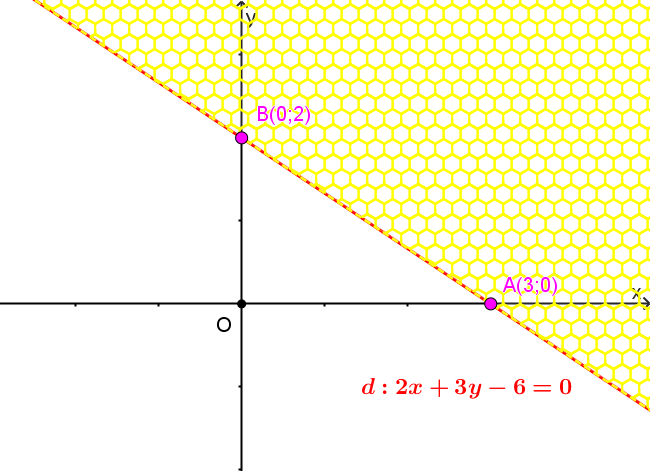 y
B(0;2)
A(3;0)
x
O
d : 2x + 3y − 6 = 0